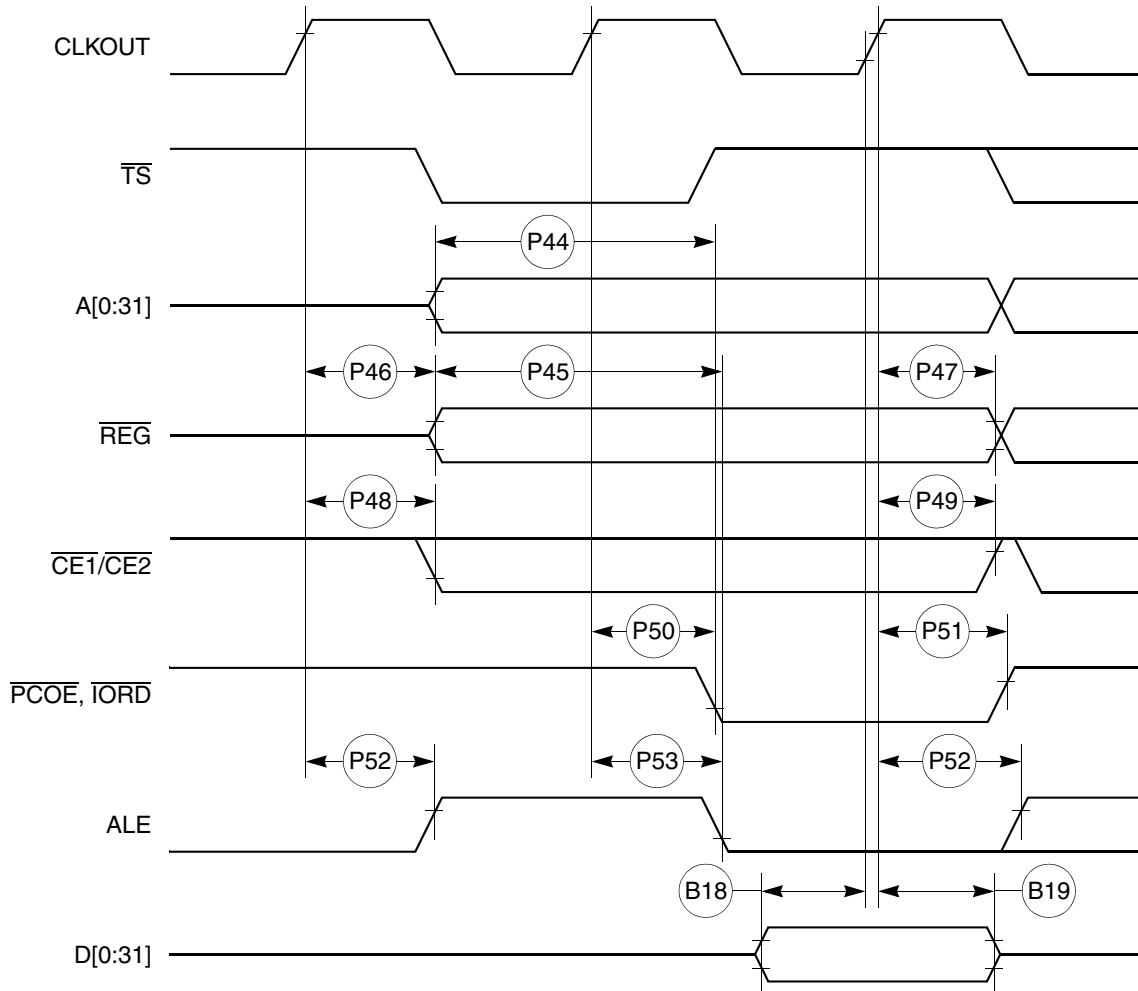 CLKOUT
TS
P44
A[0:31]
P46 P45 P47
REG
P48 P49
CE1/CE2
P50 P51
PCOE, IORD
P52 P53 P52
ALE
B18 B19
D[0:31]